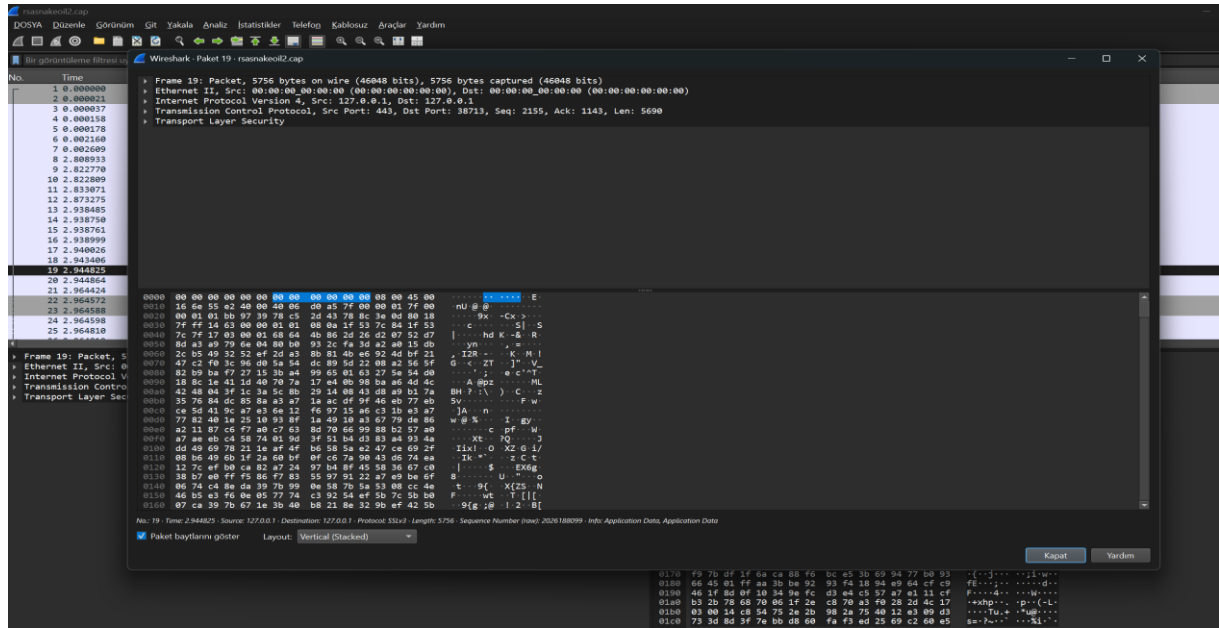 rsasnakeoil2.cap
DOSYA Düzenle Görünüm Git Yakala Analiz İstatistikler Telefon Kablosuz Araçlar Yardım
Bir görüntüleme filtresi uy
No. Time
1 0.000000
2 0.000021
3 0.000037
4 0.000158
5 0.000178
6 0.002160
7 0.002609
8 2.808933
9 2.822770
10 2.822809
11 2.833071
12 2.873275
13 2.938485
14 2.938750
15 2.938761
16 2.938999
17 2.940026
18 2.943406
19 2.944825
20 2.944864
21 2.964424
22 2.964572
23 2.964588
24 2.964598
25 2.964810
Frame 19: Packet, 5
Ethernet II, Src: 0
Internet Protocol V
Transmission Contro
Transport Layer Sec
Wireshark · Paket 19 · rsasnakeoil2.cap
Frame 19: Packet, 5756 bytes on wire (46048 bits), 5756 bytes captured (46048 bits)
Ethernet II, Src: 00:00:00_00:00:00 (00:00:00:00:00:00), Dst: 00:00:00_00:00:00 (00:00:00:00:00:00)
Internet Protocol Version 4, Src: 127.0.0.1, Dst: 127.0.0.1
Transmission Control Protocol, Src Port: 443, Dst Port: 38713, Seq: 2155, Ack: 1143, Len: 5690
Transport Layer Security
0000 00 00 00 00 00 00 00 00 00 00 00 00 08 00 45 00
0010 16 6e 55 e2 40 00 40 06 d0 a5 7f 00 00 01 7f 00
0020 00 01 01 bb 97 39 78 c5 2d 43 78 8c 3e 0d 80 18
0030 7f ff 14 63 00 00 01 01 08 0a 1f 53 7c 84 1f 53
0040 7c 7f 17 03 00 01 68 64 4b 86 2d 26 d2 07 52 d7
0050 8d a3 a9 79 6e 04 80 b0 93 2c fa 3d a2 a0 15 db
0060 2c b5 49 32 52 ef 2d a3 8b 81 4b e6 92 4d bf 21
0070 47 c2 f0 3c 96 d0 5a 54 dc 89 5d 22 08 a2 56 5f
0080 82 b9 ba f7 27 15 3b a4 99 65 01 63 27 5e 54 d0
0090 18 8c 1e 41 1d 40 70 7a 17 e4 0b 98 ba a6 4d 4c
00a0 42 48 04 3f 1c 3a 5c 8b 29 14 08 43 d8 a9 b1 7a
00b0 35 76 84 dc 85 8a a3 a7 1a ac df 9f 46 eb 77 eb
00c0 ce 5d 41 9c a7 e3 6e 12 f6 97 15 a6 c3 1b e3 a7
00d0 77 82 40 1e 25 10 93 8f 1a 49 10 a3 67 79 de 86
00e0 a2 11 87 c6 f7 a0 c7 63 8d 70 66 99 88 b2 57 a0
00f0 a7 ae eb c4 58 74 01 9d 3f 51 b4 d3 83 a4 93 4a
0100 dd 49 69 78 21 1e af 4f b6 58 5a e2 47 ce 69 2f
0110 08 b6 49 6b 1f 2a 60 bf 0f c6 7a 90 43 d6 74 ea
0120 12 7c ef b0 ca 82 a7 24 97 b4 8f 45 58 36 67 c0
0130 38 b7 e0 ff f5 86 f7 83 55 97 91 22 a7 e9 be 6f
0140 06 74 c4 8e da 39 7b 99 0e 58 7b 5a 53 08 cc 4e
0150 46 b5 e3 f6 0e 05 77 74 c3 92 54 ef 5b 7c 5b b0
0160 07 ca 39 7b 67 1e 3b 40 b8 21 8e 32 9b ef 42 5b
No.: 19 · Time: 2.944825 · Source: 127.0.0.1 · Destination: 127.0.0.1 · Protocol: SSLv3 · Length: 5756 · Sequence Number (raw): 2026188099 · Info: Application Data, Application Data
Paket baytlarını göster Layout: Vertical (Stacked)
Kapat Yardım
0170 f9 7b df 1f 6a ca 88 f6 bc e5 3b 69 94 77 b0 93
0180 66 45 01 ff aa 3b be 92 93 f4 18 94 e9 64 cf c9
0190 46 1f 8d 0f 10 34 9e fc d3 e4 c5 57 a7 e1 11 cf
01a0 b3 2b 78 68 70 06 1f 2e c8 70 a3 f0 28 2d 4c 17
01b0 03 00 14 c8 54 75 2e 2b 98 2a 75 40 12 e3 09 d3
01c0 73 3d 8d 3f 7e bb d8 60 fa f3 ed 25 69 c2 60 e5